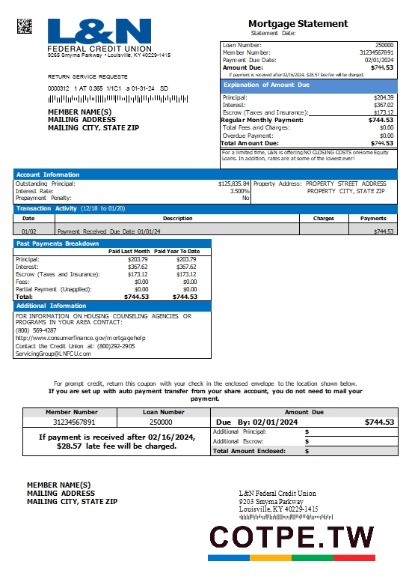 L&N
FEDERAL CREDIT UNION
9265 Smyrna Parkway • Louisville, KY 40229-1415
RETURN SERVICE REQUESTE
0000312 1 AT 0.365 1/1C1 a 01-31-24 SD
MEMBER NAME(S)
MAILING ADDRESS
MAILING CITY, STATE ZIP
Mortgage Statement
Statement Date:
Loan Number: 250000
Member Number: 31234567891
Payment Due Date: 02/01/2024
Amount Due: $744.53
If payment is received after 02/16/2024, $28.57 late fee will be charged.
Explanation of Amount Due
Principal: $204.39
Interest: $367.02
Escrow (Taxes and Insurance): $173.12
Regular Monthly Payment: $744.53
Total Fees and Charges: $0.00
Overdue Payment: $0.00
Total Amount Due: $744.53
For a limited time, L&N is offering NO CLOSING COSTS on Home Equity
Loans. In addition, rates are at some of the lowest ever!
Account Information
Outstanding Principal: $125,835.84
Interest Rate: 3.500%
Prepayment Penalty: No
Property Address: PROPERTY STREET ADDRESS
PROPERTY CITY, STATE ZIP
Transaction Activity (12/18 to 01/20)
Date Description Charges Payments
01/02 Payment Received Due Date 01/01/24 $744.53
Past Payments Breakdown
Paid Last Month Paid Year To Date
Principal: $203.79 $203.79
Interest: $367.62 $367.62
Escrow (Taxes and Insurance): $173.12 $173.12
Fees: $0.00 $0.00
Partial Payment (Unapplied): $0.00 $0.00
Total: $744.53 $744.53
Additional Information
FOR INFORMATION ON HOUSING COUNSELING AGENCIES OR
PROGRAMS IN YOUR AREA CONTACT:
(800) 569-4287
http://www.consumerfinance.gov/mortgagehelp
Contact the Credit Union at: (800)292-2905
ServicingGroup@LNFCU.com
For prompt credit, return this coupon with your check in the enclosed envelope to the location shown below.
If you are set up with auto payment transfer from your share account, you do not need to mail your
payment.
Member Number Loan Number Amount Due
31234567891 250000 Due By: 02/01/2024 $744.53
If payment is received after 02/16/2024,
$28.57 late fee will be charged.
Additional Principal: $
Additional Escrow: $
Total Amount Enclosed: $
MEMBER NAME(S)
MAILING ADDRESS
MAILING CITY, STATE ZIP
L&N Federal Credit Union
9203 Smyrna Parkway
Louisville, KY 40229-1415
COTPE.TW